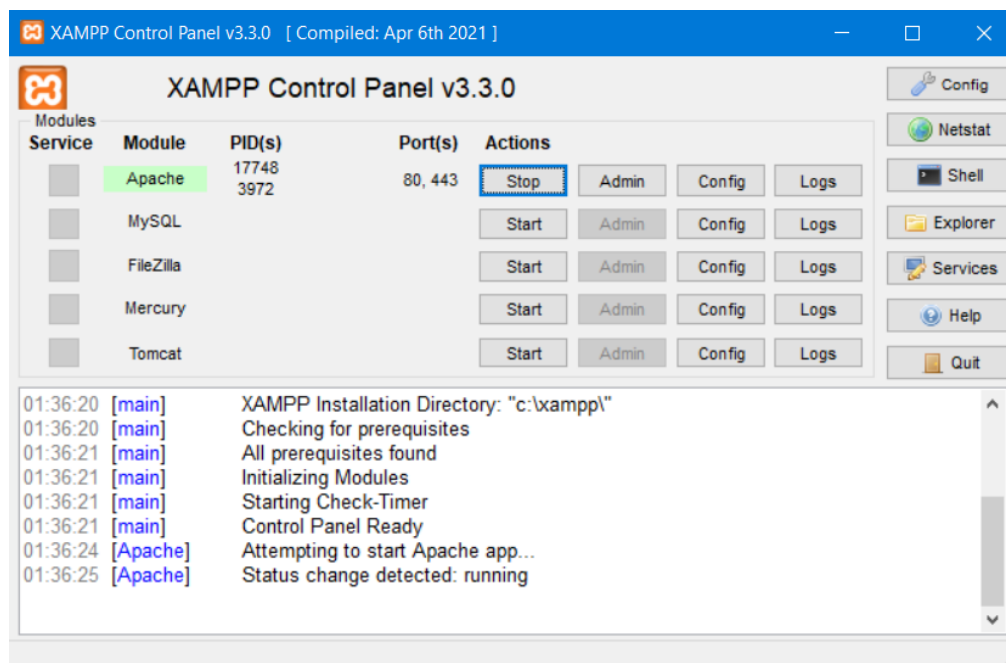 XAMPP Control Panel v3.3.0 [ Compiled: Apr 6th 2021 ]
XAMPP Control Panel v3.3.0
Config
Modules
Netstat
Service Module PID(s) Port(s) Actions
Apache 17748 3972 80, 443 Stop Admin Config Logs
Shell
MySQL Start Admin Config Logs
Explorer
FileZilla Start Admin Config Logs
Services
Mercury Start Admin Config Logs
Help
Tomcat Start Admin Config Logs
Quit
01:36:20 [main] XAMPP Installation Directory: "c:\xampp\"
01:36:20 [main] Checking for prerequisites
01:36:21 [main] All prerequisites found
01:36:21 [main] Initializing Modules
01:36:21 [main] Starting Check-Timer
01:36:21 [main] Control Panel Ready
01:36:24 [Apache] Attempting to start Apache app...
01:36:25 [Apache] Status change detected: running